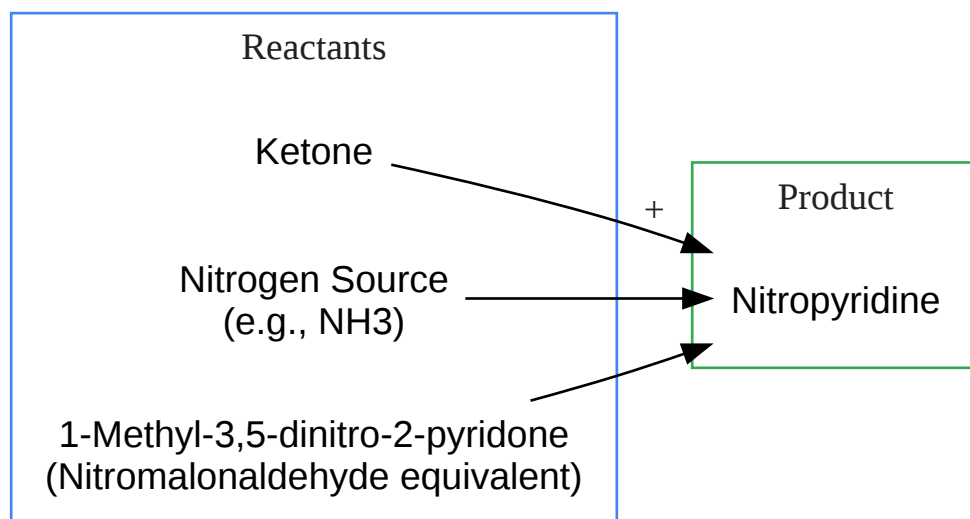 Reactants
Ketone
+
Product
Nitrogen Source
(e.g., NH3)
Nitropyridine
1-Methyl-3,5-dinitro-2-pyridone
(Nitromalonaldehyde equivalent)